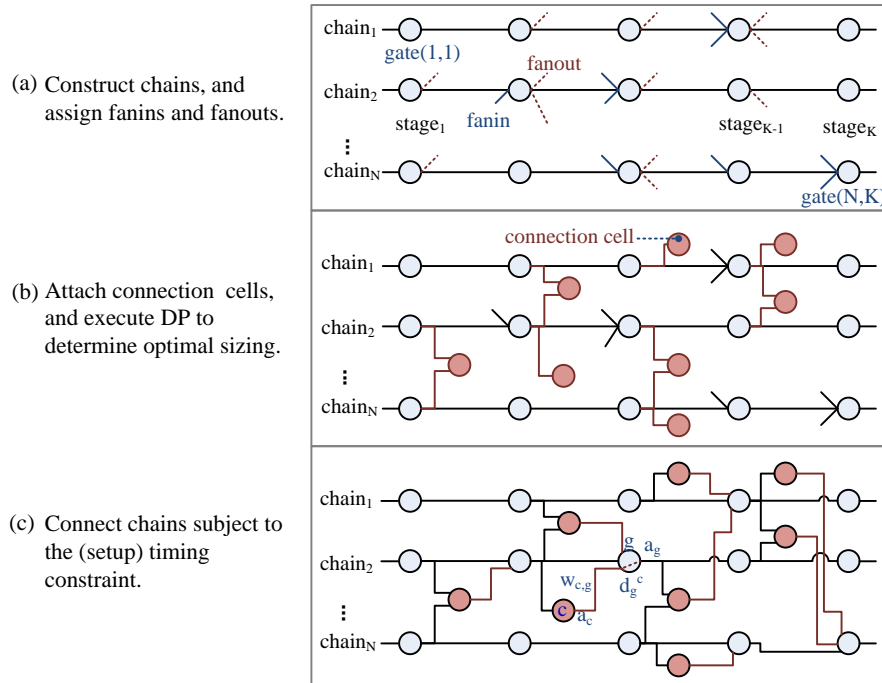 (a) Construct chains, and
assign fanins and fanouts.
chain1
gate(1,1)
fanout
chain2
fanin
stage1
stageK-1
stageK
...
chainN
gate(N,K)
(b) Attach connection cells,
and execute DP to
determine optimal sizing.
connection cell
chain1
chain2
...
chainN
(c) Connect chains subject to
the (setup) timing
constraint.
chain1
g
ag
chain2
wc,g
dgc
c
ac
...
chainN